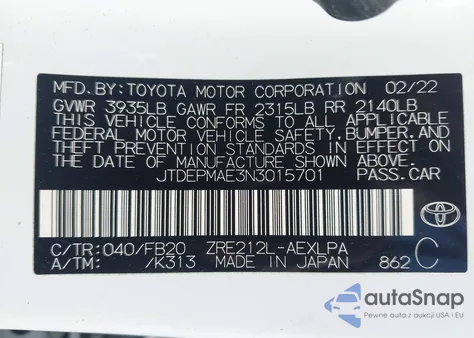 MFD.BY: TOYOTA MOTOR CORPORATION 02/22
GVWR 3935LB GAWR FR 2315LB RR 2140LB
THIS VEHICLE CONFORMS TO ALL APPLICABLE
FEDERAL MOTOR VEHICLE SAFETY, BUMPER, AND
THEFT PREVENTION STANDARDS IN EFFECT ON
THE DATE OF MANUFACTURE SHOWN ABOVE.
JTDEPMAE3N3015701 PASS.CAR
TOYOTA
C/TR: 040/FB20 ZRE212L-AEXLPA C
A/TM: /K313 MADE IN JAPAN 862
autoSnap
Pewne auta z USA i EU